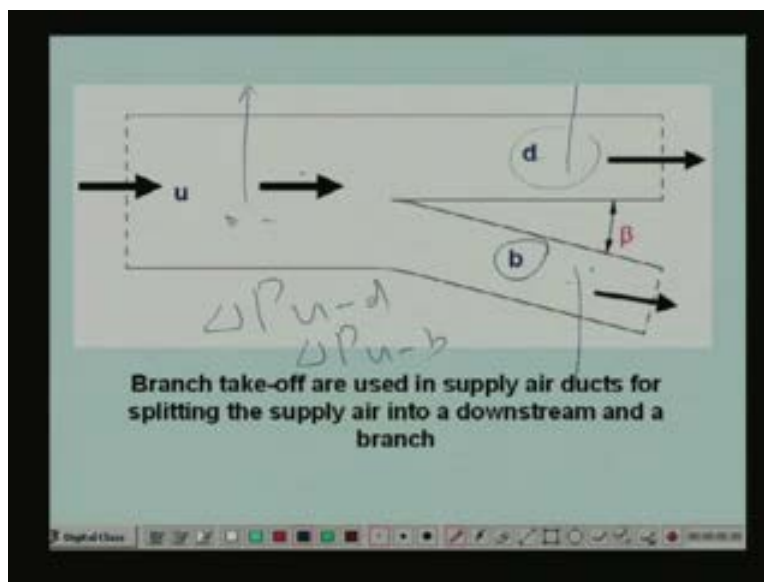 d
u
β
b
ΔPu-d
ΔPu-b
Branch take-off are used in supply air ducts for
splitting the supply air into a downstream and a
branch
Digital Class